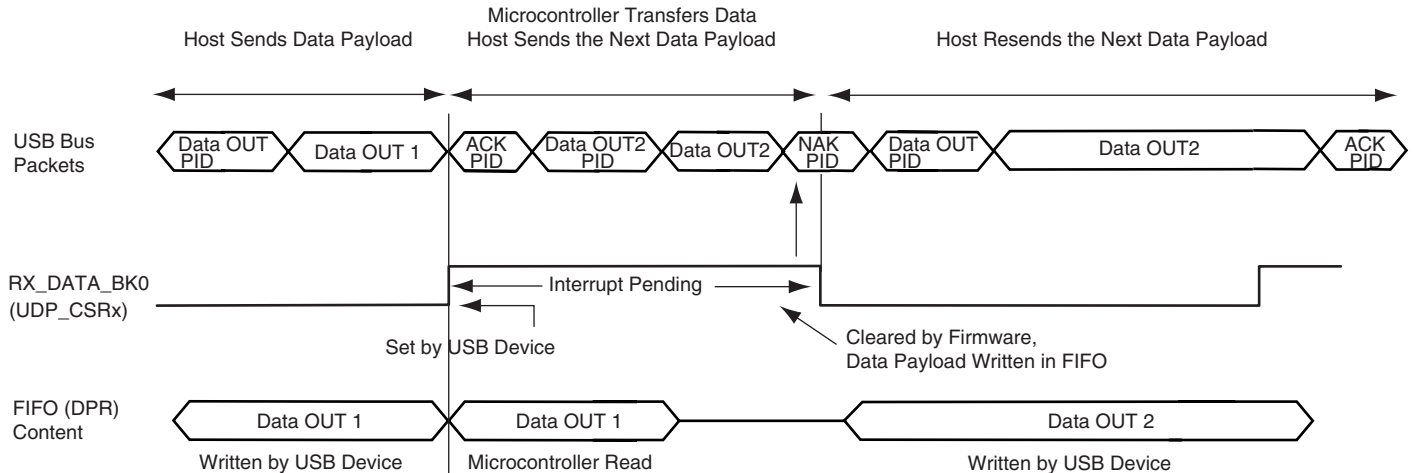 Host Sends Data Payload
Microcontroller Transfers Data
Host Sends the Next Data Payload
Host Resends the Next Data Payload
USB Bus
Packets
Data OUT
PID
Data OUT 1
ACK
PID
Data OUT2
PID
Data OUT2
NAK
PID
Data OUT
PID
Data OUT2
ACK
PID
RX_DATA_BK0
(UDP_CSRx)
Interrupt Pending
Set by USB Device
Cleared by Firmware,
Data Payload Written in FIFO
FIFO (DPR)
Content
Data OUT 1
Data OUT 1
Data OUT 2
Written by USB Device
Microcontroller Read
Written by USB Device